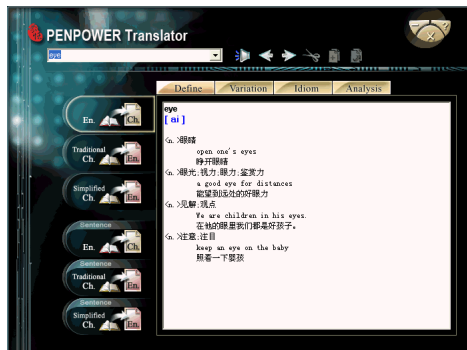 PENPOWER Translator
eye
Define Variation Idiom Analysis
eye
[ ai ]
<n. >眼睛
open one's eyes
睁开眼睛
<n. >眼光;视力;眼力;鉴赏力
a good eye for distances
能望到远处的好眼力
<n. >见解;观点
We are children in his eyes.
在他的眼里我们都是好孩子。
<n. >注意;注目
keep an eye on the baby
照看一下婴孩
En. Ch.
Traditional
Ch. En.
Simplified
Ch. En.
Sentence
En. Ch.
Sentence
Traditional
Ch. En.
Sentence
Simplified
Ch. En.